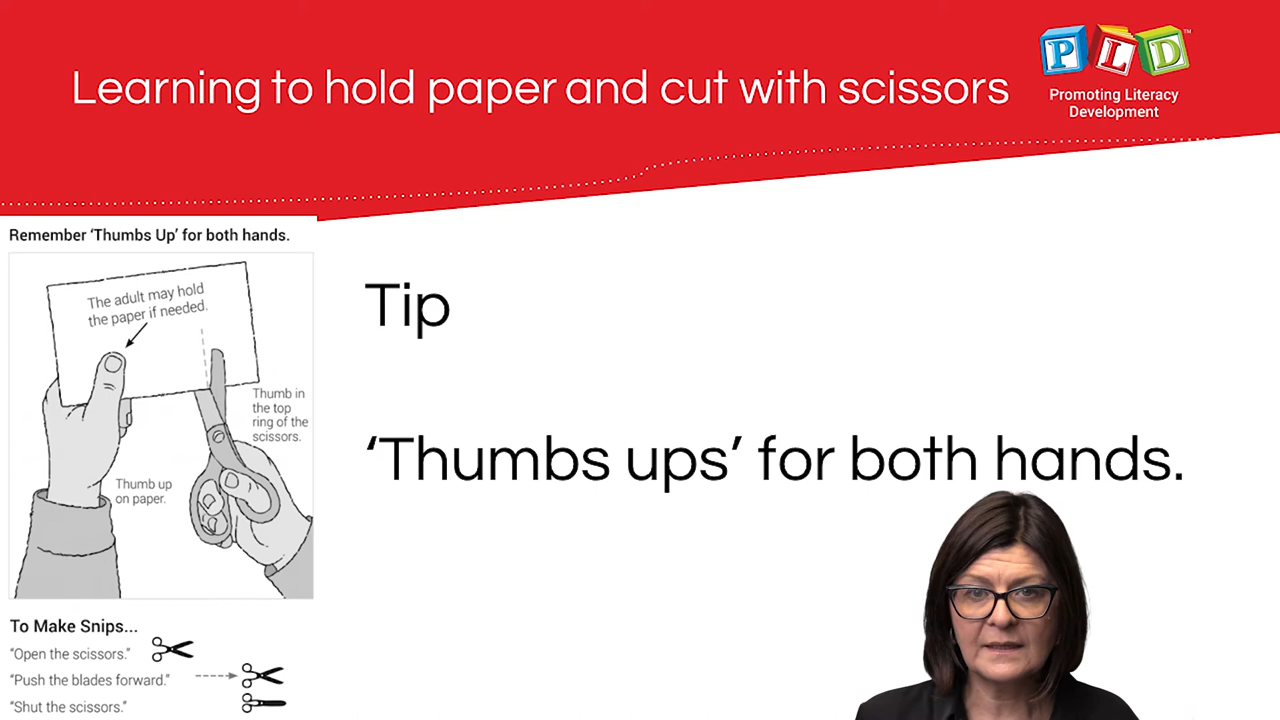 Learning to hold paper and cut with scissors
P L D ™
Promoting Literacy
Development
Remember ‘Thumbs Up’ for both hands.
The adult may hold
the paper if needed.
Thumb in
the top
ring of the
scissors.
Thumb up
on paper.
To Make Snips...
“Open the scissors.”
“Push the blades forward.”
“Shut the scissors.”
Tip
‘Thumbs ups’ for both hands.